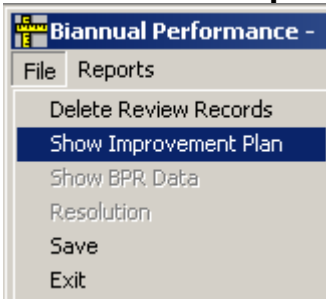 Biannual Performance -
File Reports
Delete Review Records
Show Improvement Plan
Show BPR Data
Resolution
Save
Exit